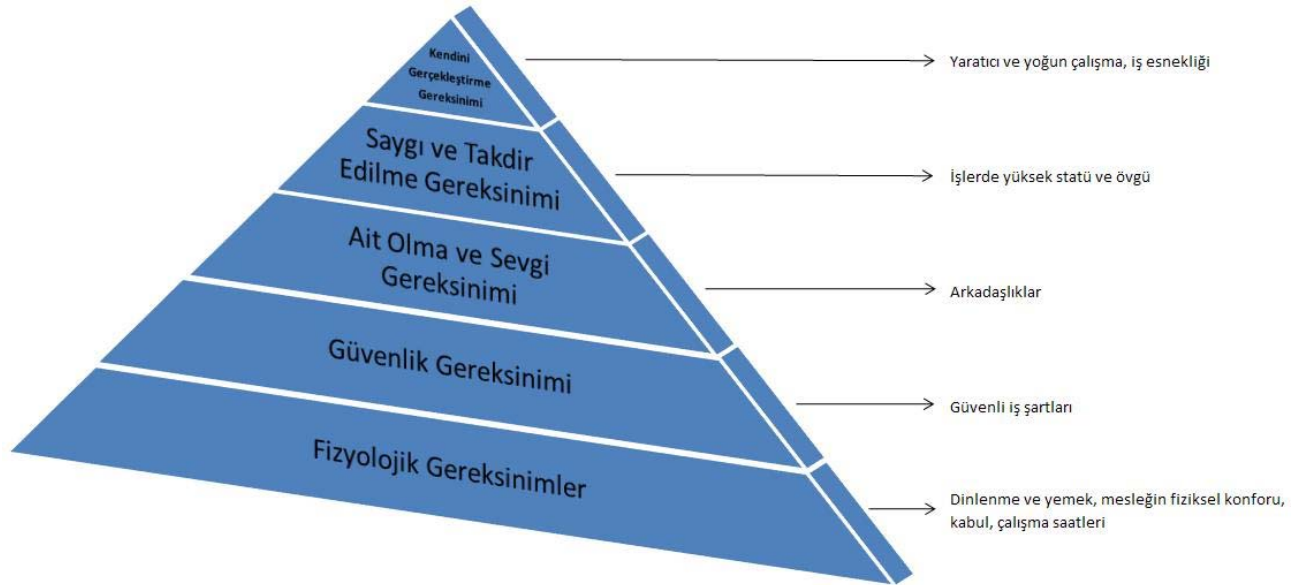 Kendini
Gerçekleştirme
Gereksinimi
Yaratıcı ve yoğun çalışma, iş esnekliği
Saygı ve Takdir
Edilme Gereksinimi
İşlerde yüksek statü ve övgü
Ait Olma ve Sevgi
Gereksinimi
Arkadaşlıklar
Güvenlik Gereksinimi
Güvenli iş şartları
Fizyolojik Gereksinimler
Dinlenme ve yemek, mesleğin fiziksel konforu,
kabul, çalışma saatleri